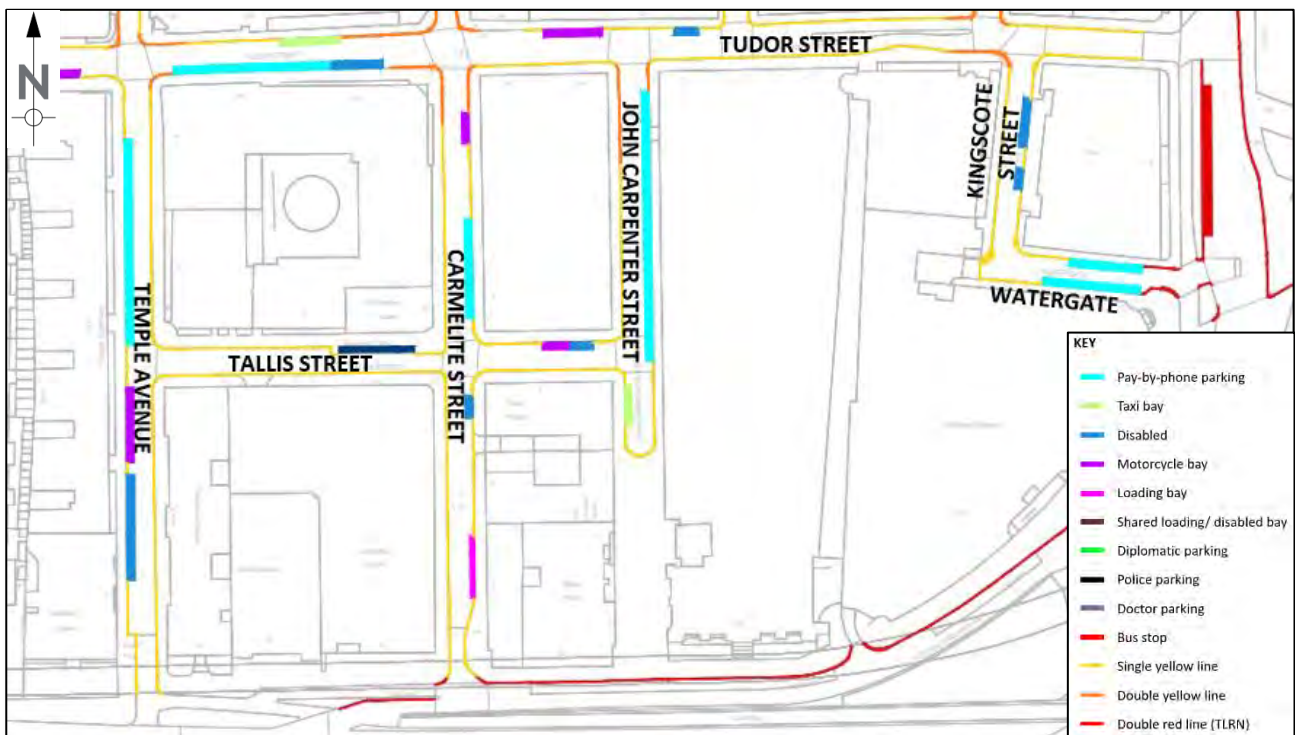 N
TUDOR STREET
KINGSCOTE
STREET
JOHN CARPENTER STREET
CARMELITE STREET
TEMPLE AVENUE
TALLIS STREET
WATERGATE
KEY
Pay-by-phone parking
Taxi bay
Disabled
Motorcycle bay
Loading bay
Shared loading/ disabled bay
Diplomatic parking
Police parking
Doctor parking
Bus stop
Single yellow line
Double yellow line
Double red line (TLRN)